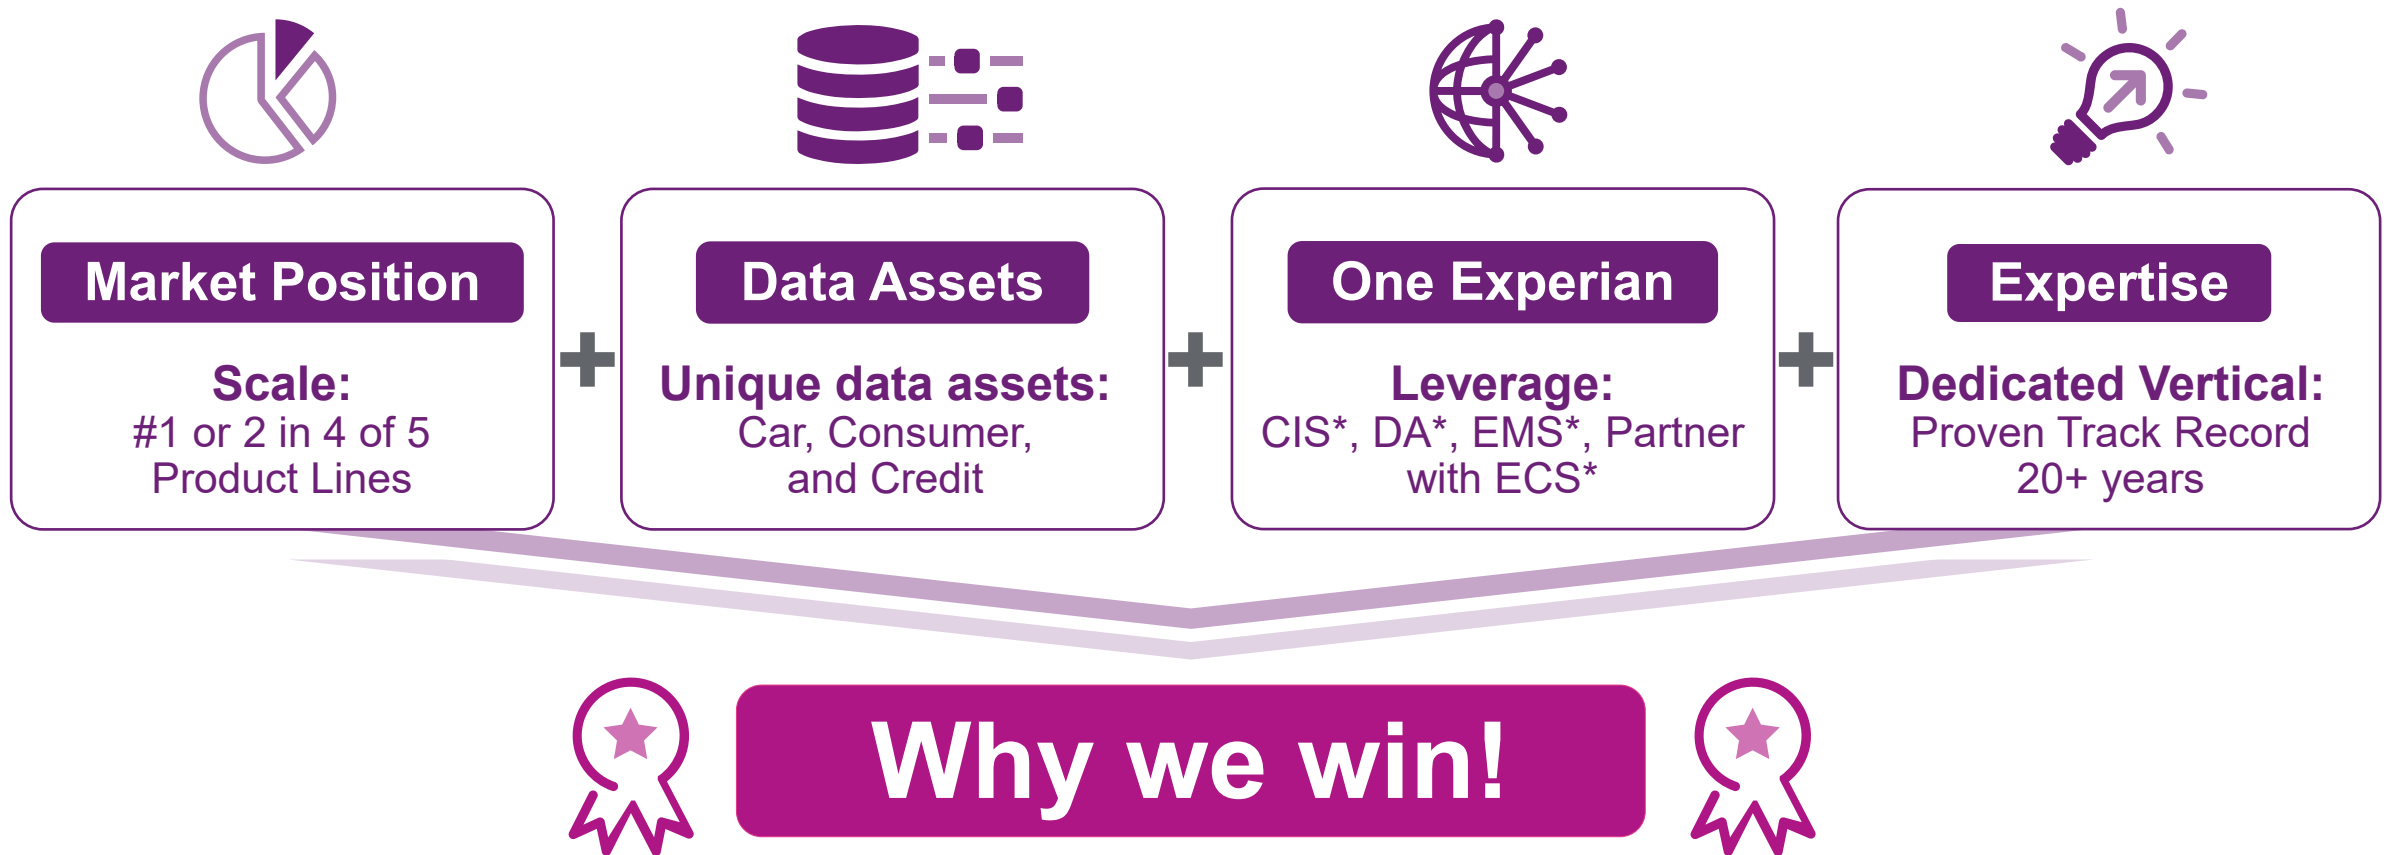 Market Position
Scale:
#1 or 2 in 4 of 5
Product Lines
Data Assets
Unique data assets:
Car, Consumer,
and Credit
One Experian
Leverage:
CIS*, DA*, EMS*, Partner
with ECS*
Expertise
Dedicated Vertical:
Proven Track Record
20+ years
Why we win!